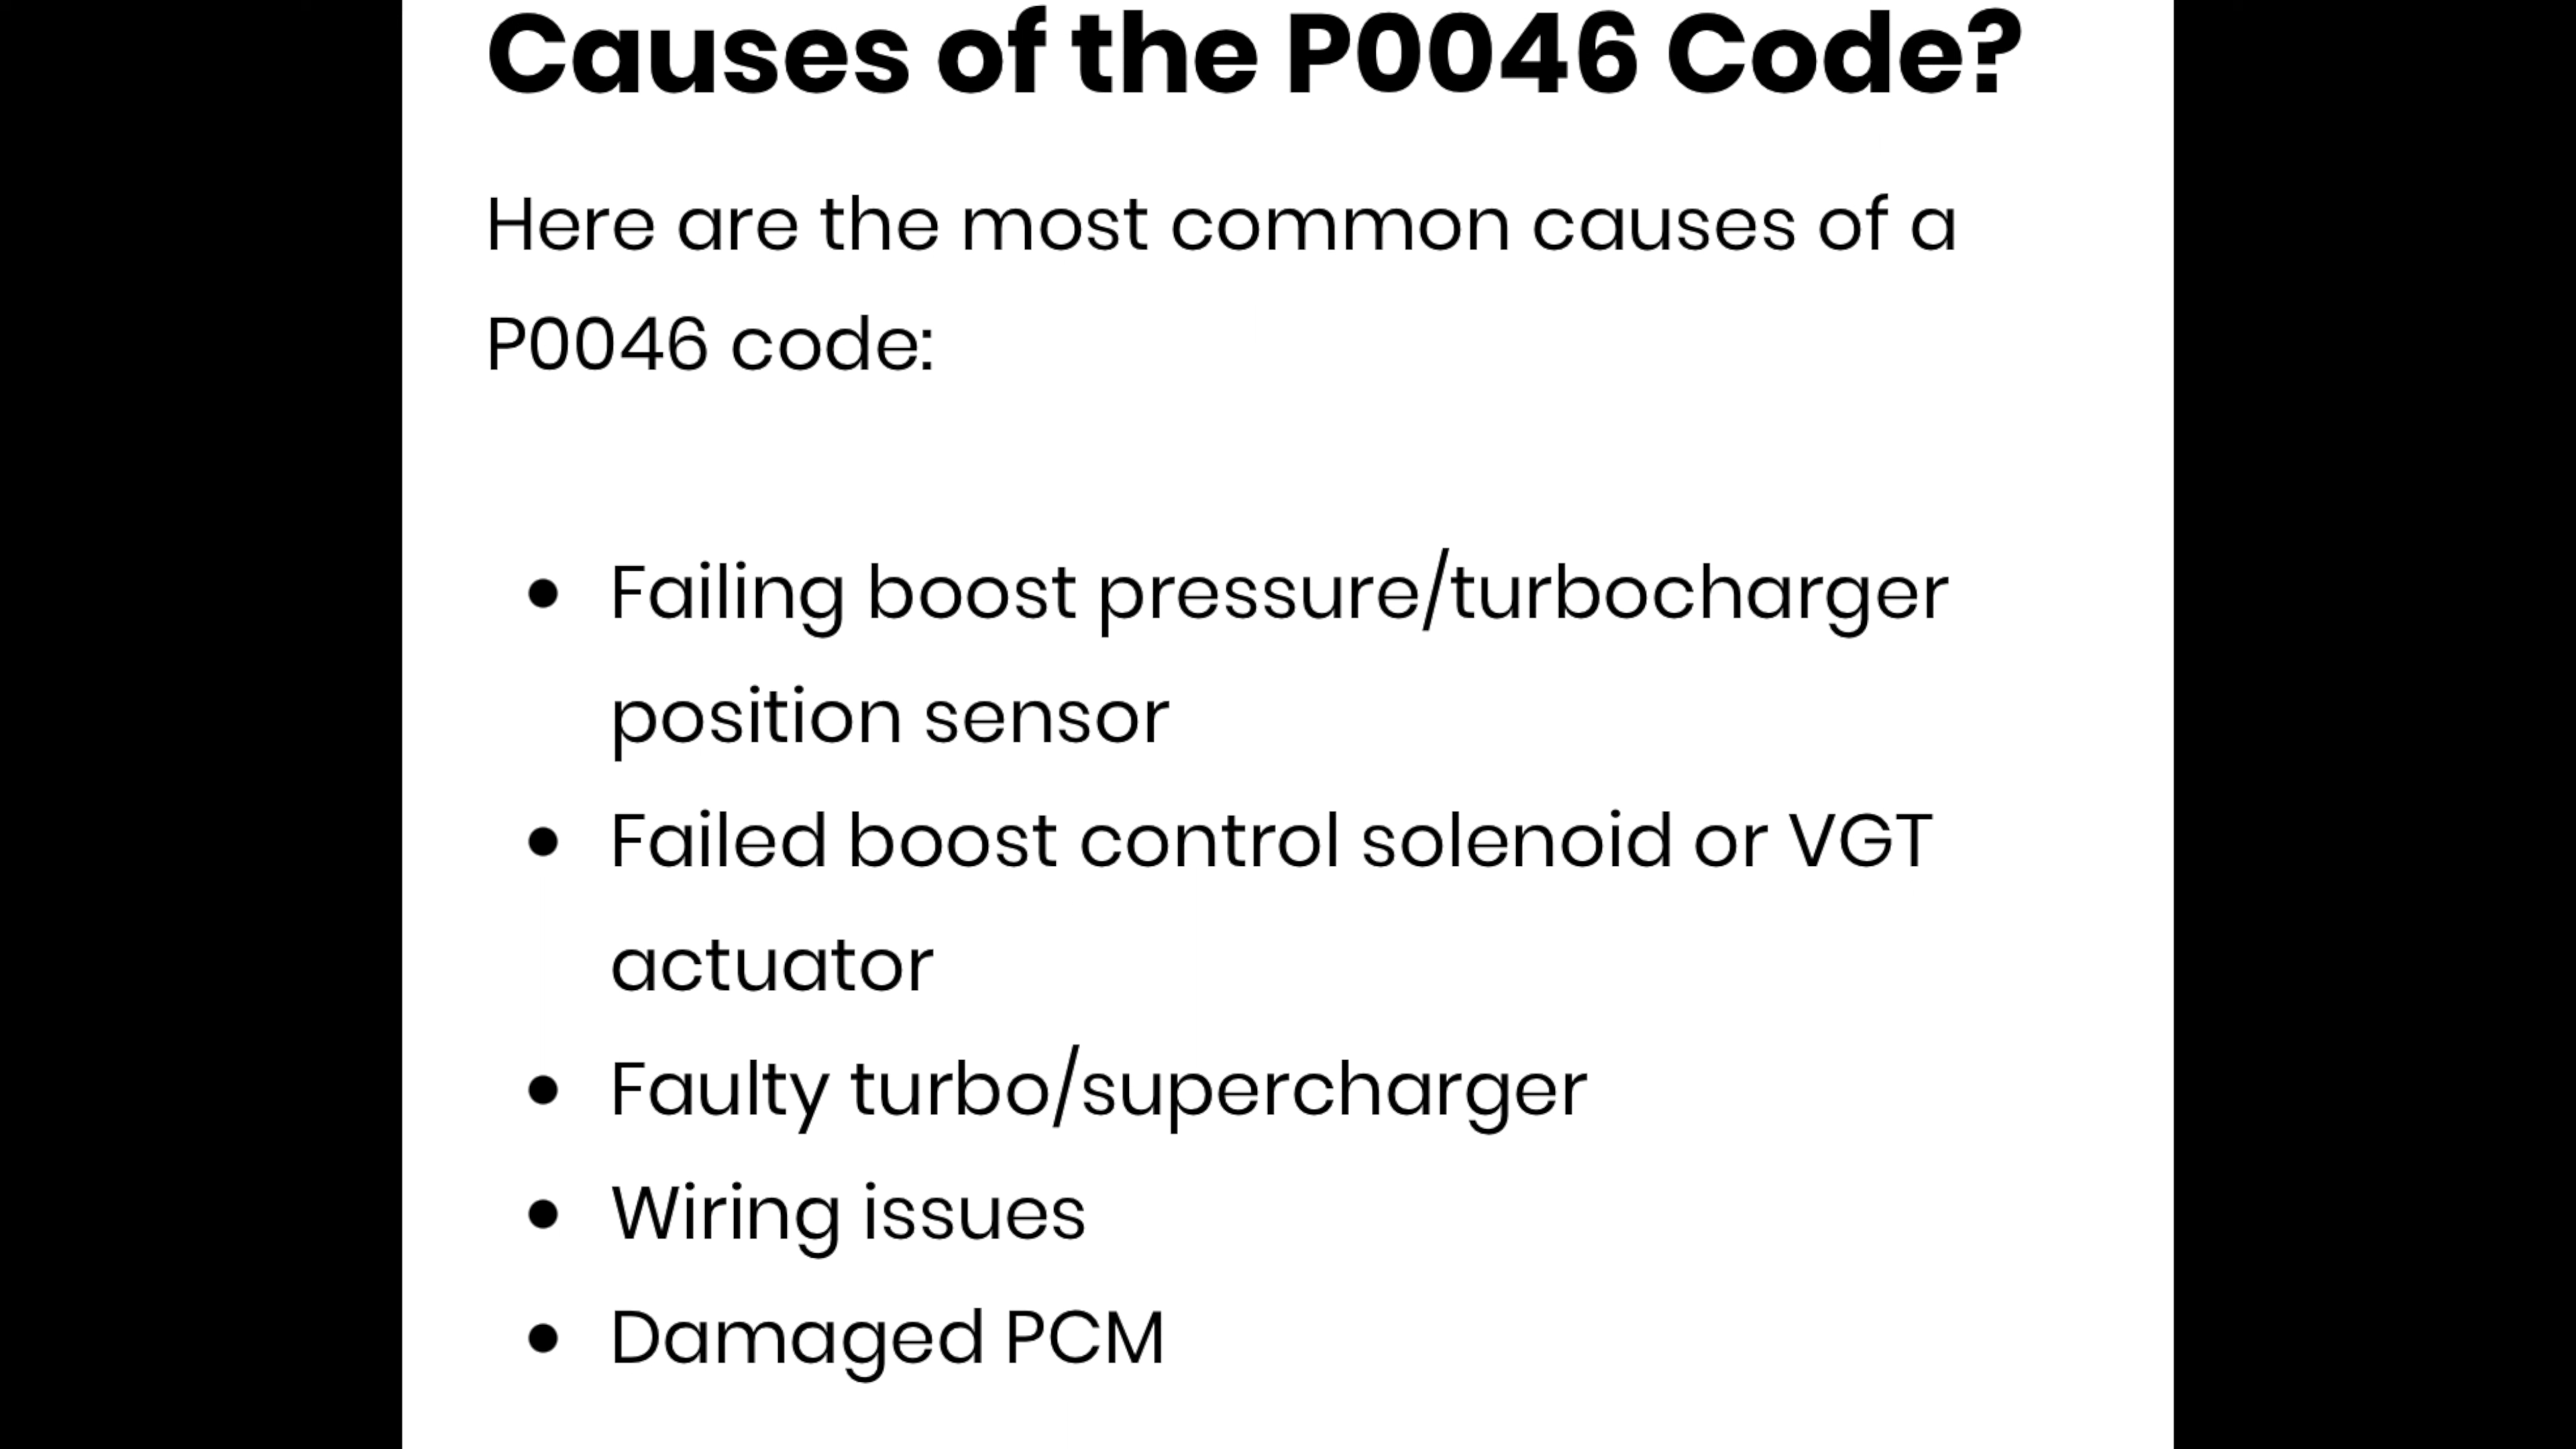 Causes of the P0046 Code?
Here are the most common causes of a
P0046 code:
• Failing boost pressure/turbocharger
position sensor
• Failed boost control solenoid or VGT
actuator
• Faulty turbo/supercharger
• Wiring issues
• Damaged PCM